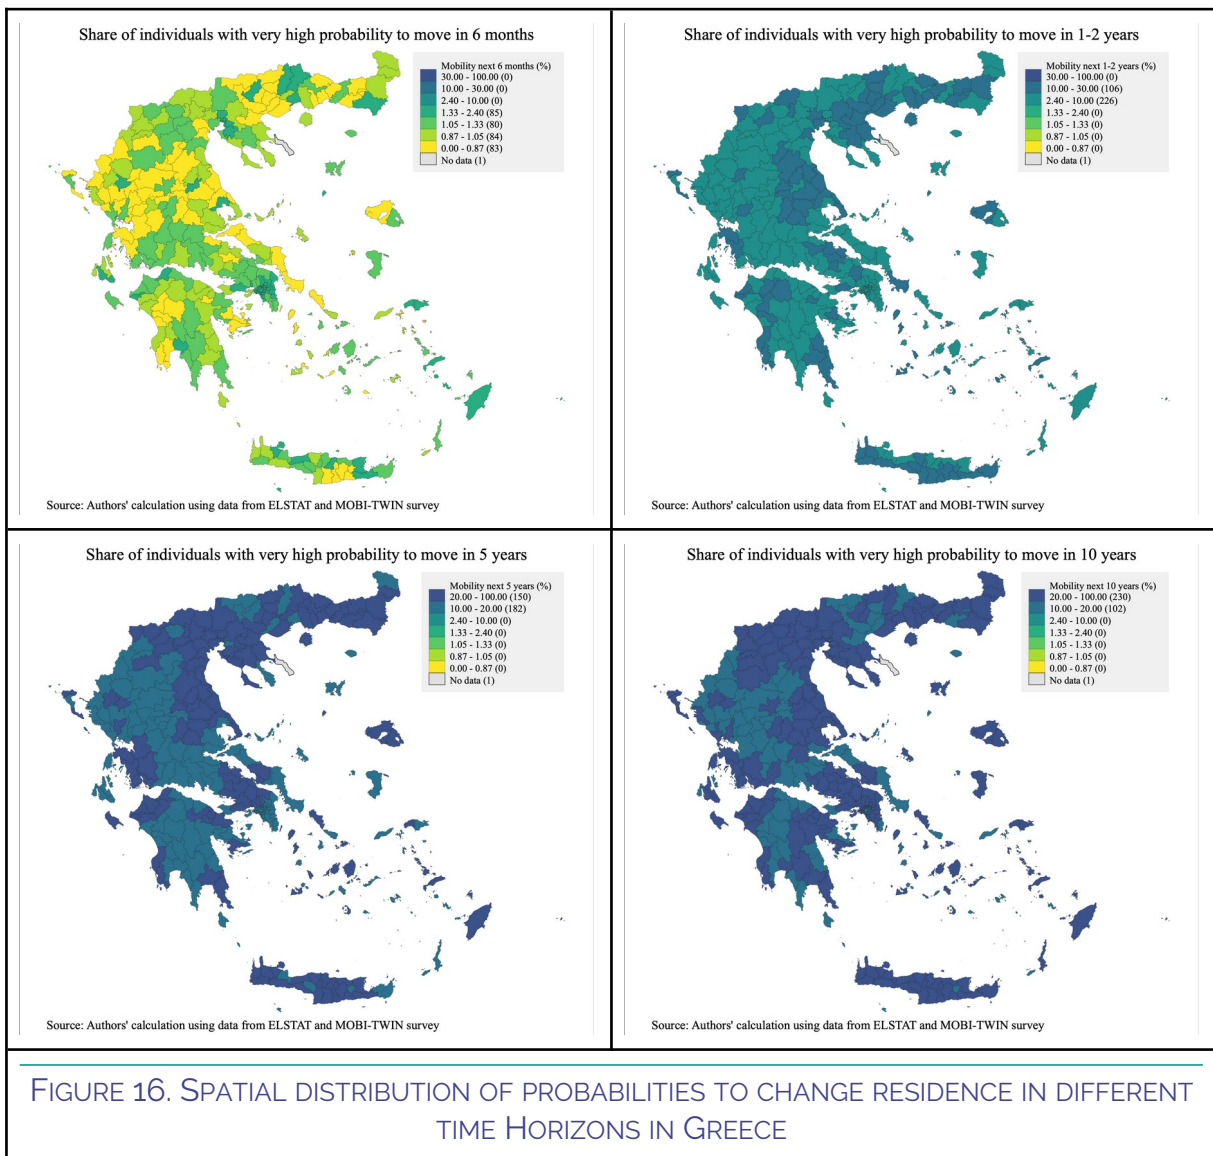 Share of individuals with very high probability to move in 6 months
Mobility next 6 months (%)
30.00 - 100.00 (0)
10.00 - 30.00 (0)
2.40 - 10.00 (0)
1.33 - 2.40 (85)
1.05 - 1.33 (80)
0.87 - 1.05 (84)
0.00 - 0.87 (83)
No data (1)
Source: Authors' calculation using data from ELSTAT and MOBI-TWIN survey
Share of individuals with very high probability to move in 1-2 years
Mobility next 1-2 years (%)
30.00 - 100.00 (0)
10.00 - 30.00 (106)
2.40 - 10.00 (226)
1.33 - 2.40 (0)
1.05 - 1.33 (0)
0.87 - 1.05 (0)
0.00 - 0.87 (0)
No data (1)
Source: Authors' calculation using data from ELSTAT and MOBI-TWIN survey
Share of individuals with very high probability to move in 5 years
Mobility next 5 years (%)
20.00 - 100.00 (150)
10.00 - 20.00 (182)
2.40 - 10.00 (0)
1.33 - 2.40 (0)
1.05 - 1.33 (0)
0.87 - 1.05 (0)
0.00 - 0.87 (0)
No data (1)
Source: Authors' calculation using data from ELSTAT and MOBI-TWIN survey
Share of individuals with very high probability to move in 10 years
Mobility next 10 years (%)
20.00 - 100.00 (230)
10.00 - 20.00 (102)
2.40 - 10.00 (0)
1.33 - 2.40 (0)
1.05 - 1.33 (0)
0.87 - 1.05 (0)
0.00 - 0.87 (0)
No data (1)
Source: Authors' calculation using data from ELSTAT and MOBI-TWIN survey
FIGURE 16. SPATIAL DISTRIBUTION OF PROBABILITIES TO CHANGE RESIDENCE IN DIFFERENT
TIME HORIZONS IN GREECE